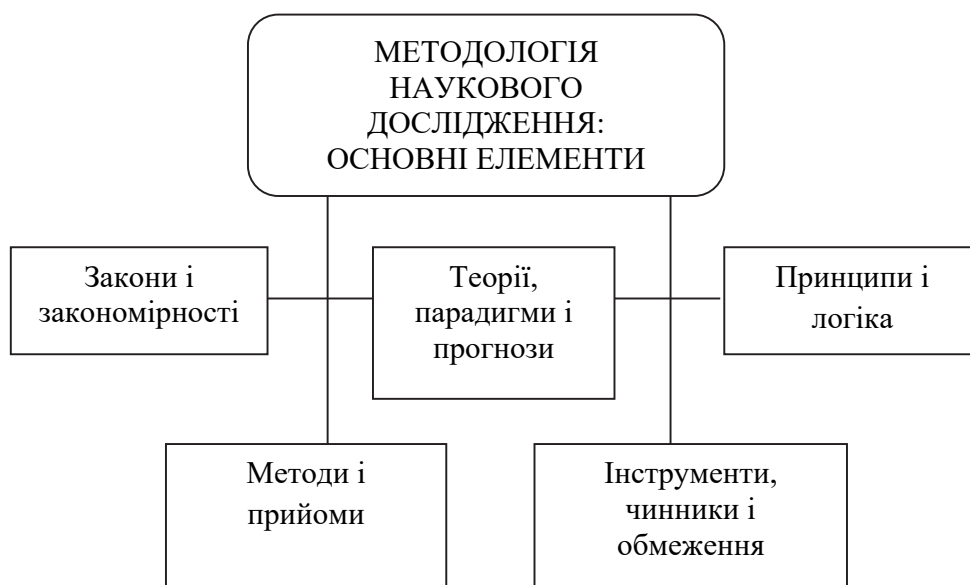 МЕТОДОЛОГІЯ
НАУКОВОГО
ДОСЛІДЖЕННЯ:
ОСНОВНІ ЕЛЕМЕНТИ
Закони і
закономірності
Теорії,
парадигми і
прогнози
Принципи і
логіка
Методи і
прийоми
Інструменти,
чинники і
обмеження